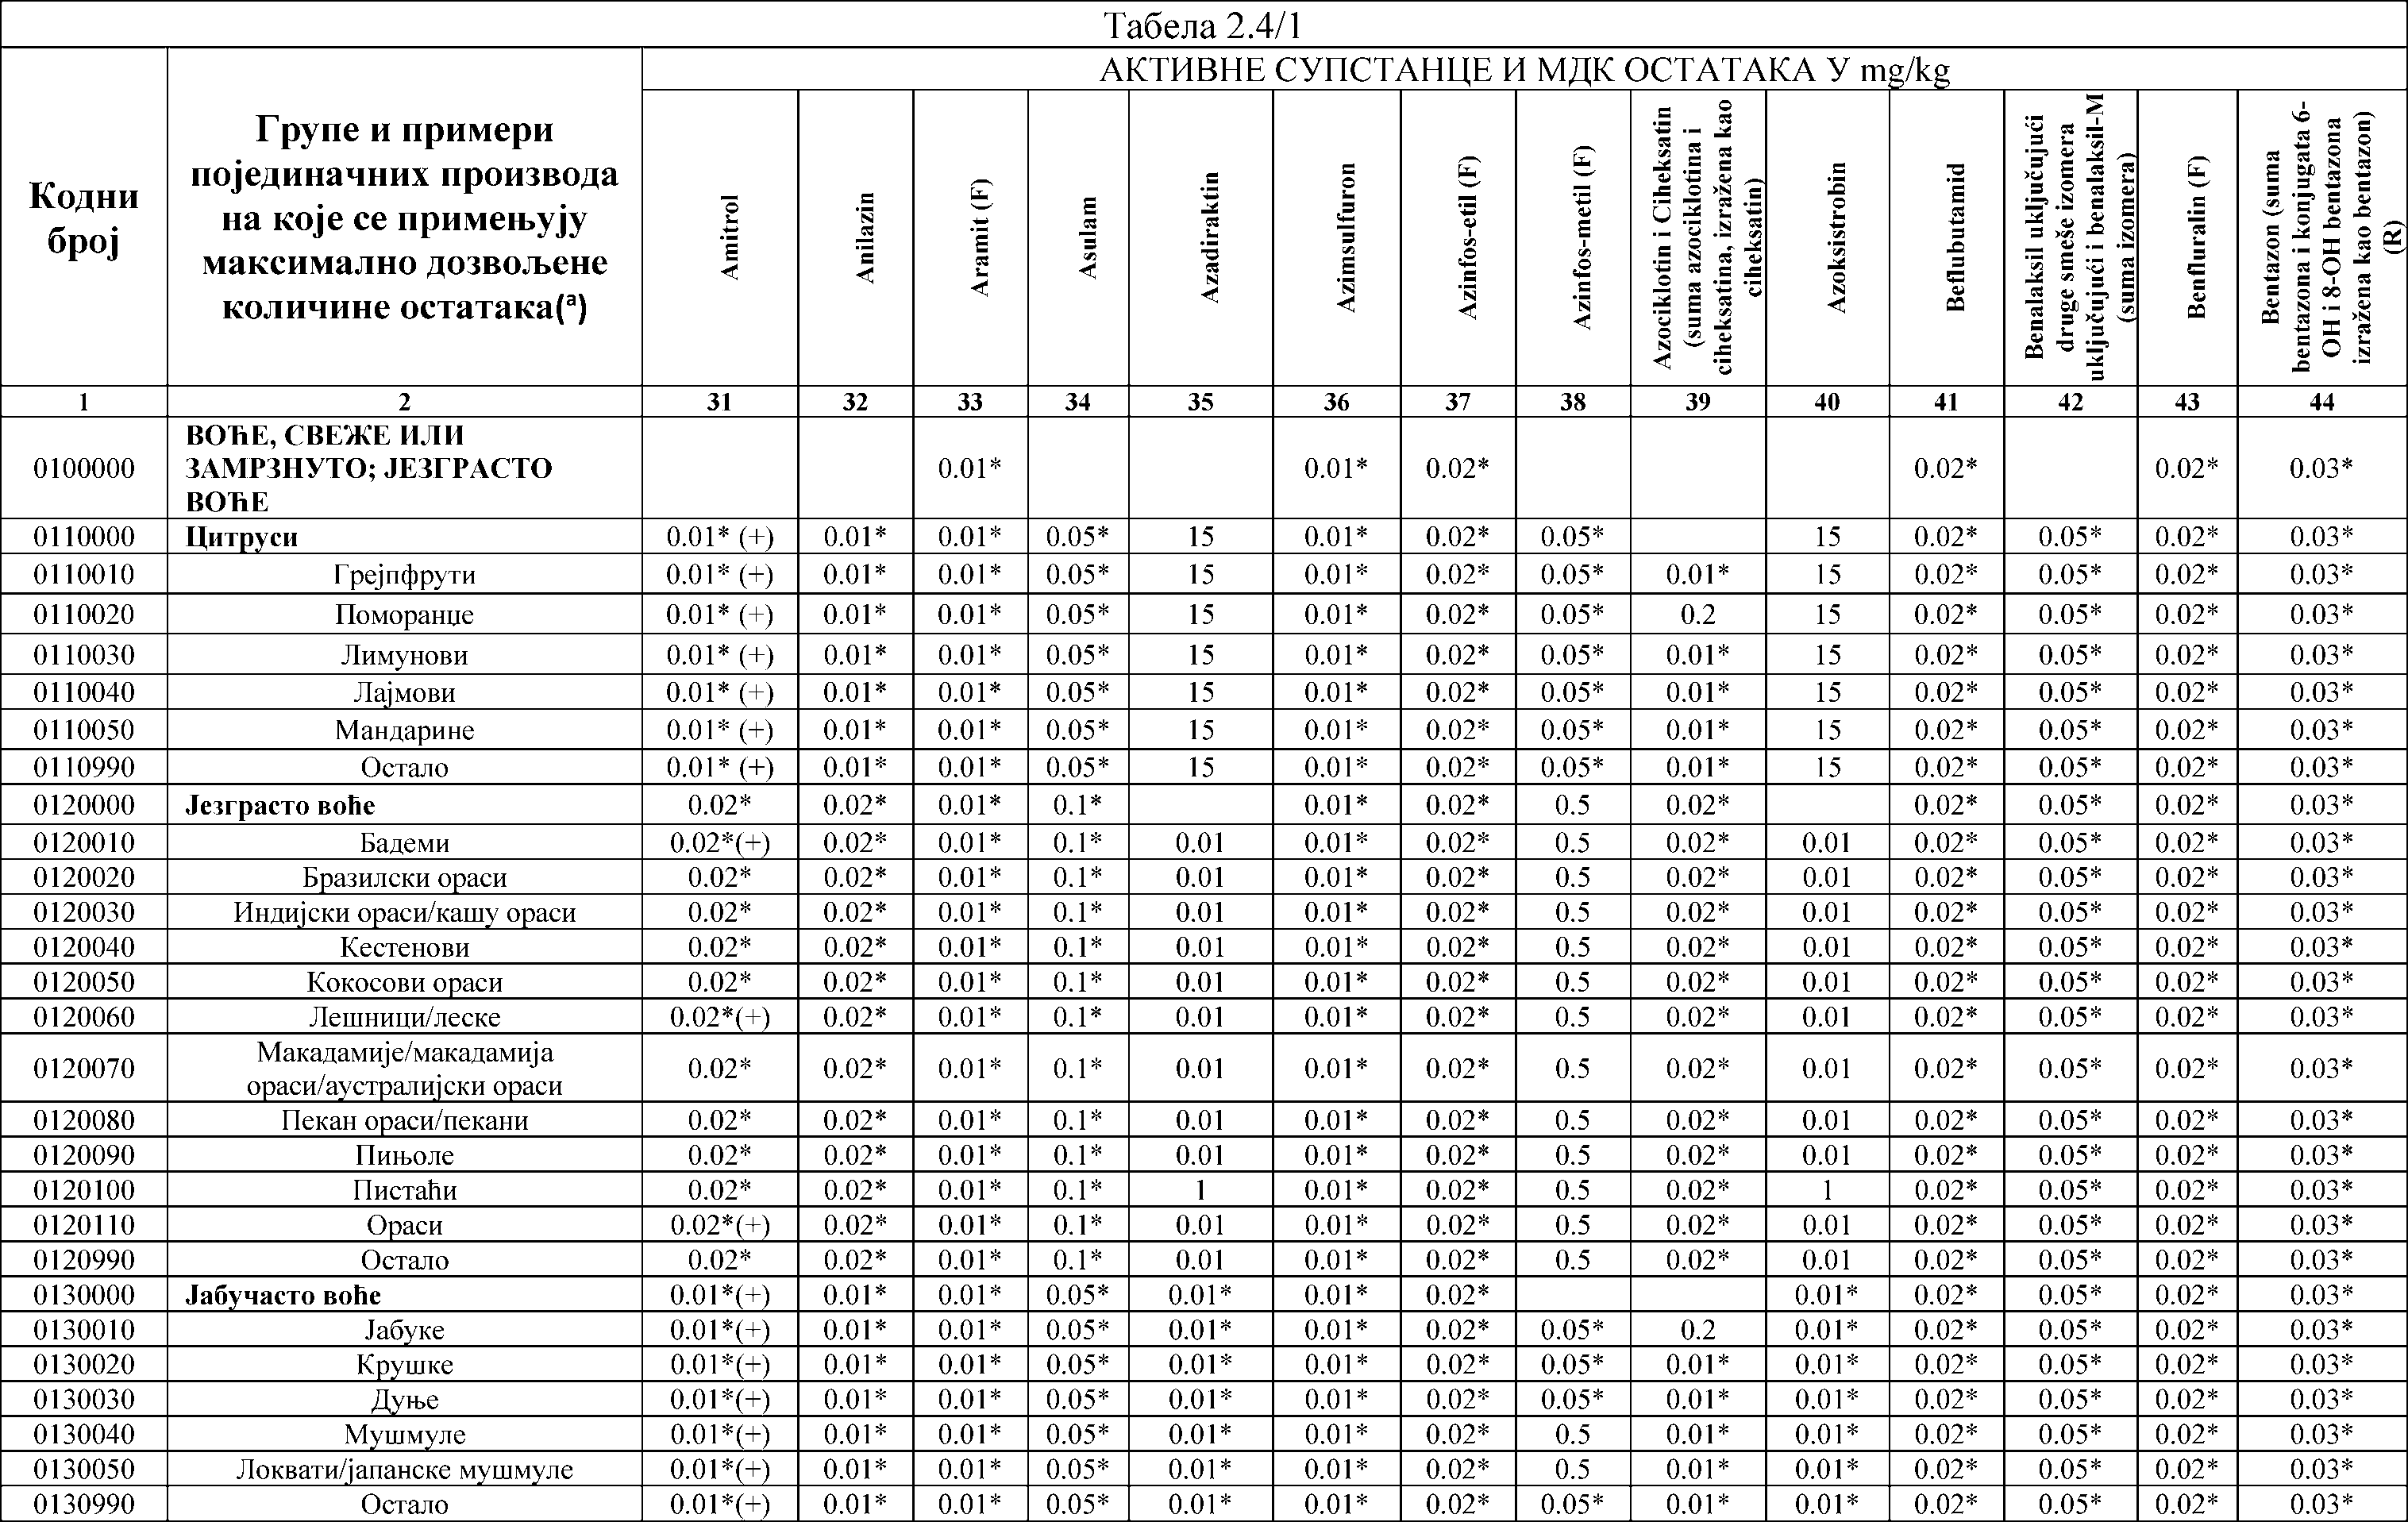 Табела 2.4/1
АКТИВНЕ СУПСТАНЦЕ И МДК ОСТАТАКА У mg/kg
Кодни
број
Групе и примери
појединачних производа
на које се примењују
максимално дозвољене
количине остатака(ª)
Amitrol
Anilazin
Aramit (F)
Asulam
Azadiraktin
Azimsulfuron
Azinfos-etil (F)
Azinfos-metil (F)
Azociklotin i Ciheksatin
(suma azociklotina i
ciheksatina, izražena kao
ciheksatin)
Azoksistrobin
Beflubutamid
Benalaksil uključujući
druge smeše izomera
uključujući i benalaksil-M
(suma izomera)
Benfluralin (F)
Bentazon (suma
bentazona i konjugata 6-
OH i 8-OH bentazona
izražena kao bentazon)
(R)
1 2 31 32 33 34 35 36 37 38 39 40 41 42 43 44
ВОЋЕ, СВЕЖЕ ИЛИ
0100000 ЗАМРЗНУТО; ЈЕЗГРАСТО 0.01* 0.01* 0.02* 0.02* 0.02* 0.03*
ВОЋЕ
0110000 Цитруси 0.01* (+) 0.01* 0.01* 0.05* 15 0.01* 0.02* 0.05* 15 0.02* 0.05* 0.02* 0.03*
0110010 Грејпфрути 0.01* (+) 0.01* 0.01* 0.05* 15 0.01* 0.02* 0.05* 0.01* 15 0.02* 0.05* 0.02* 0.03*
0110020 Поморанџе 0.01* (+) 0.01* 0.01* 0.05* 15 0.01* 0.02* 0.05* 0.2 15 0.02* 0.05* 0.02* 0.03*
0110030 Лимунови 0.01* (+) 0.01* 0.01* 0.05* 15 0.01* 0.02* 0.05* 0.01* 15 0.02* 0.05* 0.02* 0.03*
0110040 Лајмови 0.01* (+) 0.01* 0.01* 0.05* 15 0.01* 0.02* 0.05* 0.01* 15 0.02* 0.05* 0.02* 0.03*
0110050 Мандарине 0.01* (+) 0.01* 0.01* 0.05* 15 0.01* 0.02* 0.05* 0.01* 15 0.02* 0.05* 0.02* 0.03*
0110990 Остало 0.01* (+) 0.01* 0.01* 0.05* 15 0.01* 0.02* 0.05* 0.01* 15 0.02* 0.05* 0.02* 0.03*
0120000 Језграсто воће 0.02* 0.02* 0.01* 0.1* 0.01* 0.02* 0.5 0.02* 0.02* 0.05* 0.02* 0.03*
0120010 Бадеми 0.02*(+) 0.02* 0.01* 0.1* 0.01 0.01* 0.02* 0.5 0.02* 0.01 0.02* 0.05* 0.02* 0.03*
0120020 Бразилски ораси 0.02* 0.02* 0.01* 0.1* 0.01 0.01* 0.02* 0.5 0.02* 0.01 0.02* 0.05* 0.02* 0.03*
0120030 Индијски ораси/кашу ораси 0.02* 0.02* 0.01* 0.1* 0.01 0.01* 0.02* 0.5 0.02* 0.01 0.02* 0.05* 0.02* 0.03*
0120040 Кестенови 0.02* 0.02* 0.01* 0.1* 0.01 0.01* 0.02* 0.5 0.02* 0.01 0.02* 0.05* 0.02* 0.03*
0120050 Кокосови ораси 0.02* 0.02* 0.01* 0.1* 0.01 0.01* 0.02* 0.5 0.02* 0.01 0.02* 0.05* 0.02* 0.03*
0120060 Лешници/леске 0.02*(+) 0.02* 0.01* 0.1* 0.01 0.01* 0.02* 0.5 0.02* 0.01 0.02* 0.05* 0.02* 0.03*
Макадамије/макадамија
0120070 ораси/аустралијски ораси 0.02* 0.02* 0.01* 0.1* 0.01 0.01* 0.02* 0.5 0.02* 0.01 0.02* 0.05* 0.02* 0.03*
0120080 Пекан ораси/пекани 0.02* 0.02* 0.01* 0.1* 0.01 0.01* 0.02* 0.5 0.02* 0.01 0.02* 0.05* 0.02* 0.03*
0120090 Пињоле 0.02* 0.02* 0.01* 0.1* 0.01 0.01* 0.02* 0.5 0.02* 0.01 0.02* 0.05* 0.02* 0.03*
0120100 Пистаћи 0.02* 0.02* 0.01* 0.1* 1 0.01* 0.02* 0.5 0.02* 1 0.02* 0.05* 0.02* 0.03*
0120110 Ораси 0.02*(+) 0.02* 0.01* 0.1* 0.01 0.01* 0.02* 0.5 0.02* 0.01 0.02* 0.05* 0.02* 0.03*
0120990 Остало 0.02* 0.02* 0.01* 0.1* 0.01 0.01* 0.02* 0.5 0.02* 0.01 0.02* 0.05* 0.02* 0.03*
0130000 Јабучасто воће 0.01*(+) 0.01* 0.01* 0.05* 0.01* 0.01* 0.02* 0.01* 0.02* 0.05* 0.02* 0.03*
0130010 Јабуке 0.01*(+) 0.01* 0.01* 0.05* 0.01* 0.01* 0.02* 0.05* 0.2 0.01* 0.02* 0.05* 0.02* 0.03*
0130020 Крушке 0.01*(+) 0.01* 0.01* 0.05* 0.01* 0.01* 0.02* 0.05* 0.01* 0.01* 0.02* 0.05* 0.02* 0.03*
0130030 Дуње 0.01*(+) 0.01* 0.01* 0.05* 0.01* 0.01* 0.02* 0.05* 0.01* 0.01* 0.02* 0.05* 0.02* 0.03*
0130040 Мушмуле 0.01*(+) 0.01* 0.01* 0.05* 0.01* 0.01* 0.02* 0.5 0.01* 0.01* 0.02* 0.05* 0.02* 0.03*
0130050 Локвати/јапанске мушмуле 0.01*(+) 0.01* 0.01* 0.05* 0.01* 0.01* 0.02* 0.5 0.01* 0.01* 0.02* 0.05* 0.02* 0.03*
0130990 Остало 0.01*(+) 0.01* 0.01* 0.05* 0.01* 0.01* 0.02* 0.05* 0.01* 0.01* 0.02* 0.05* 0.02* 0.03*